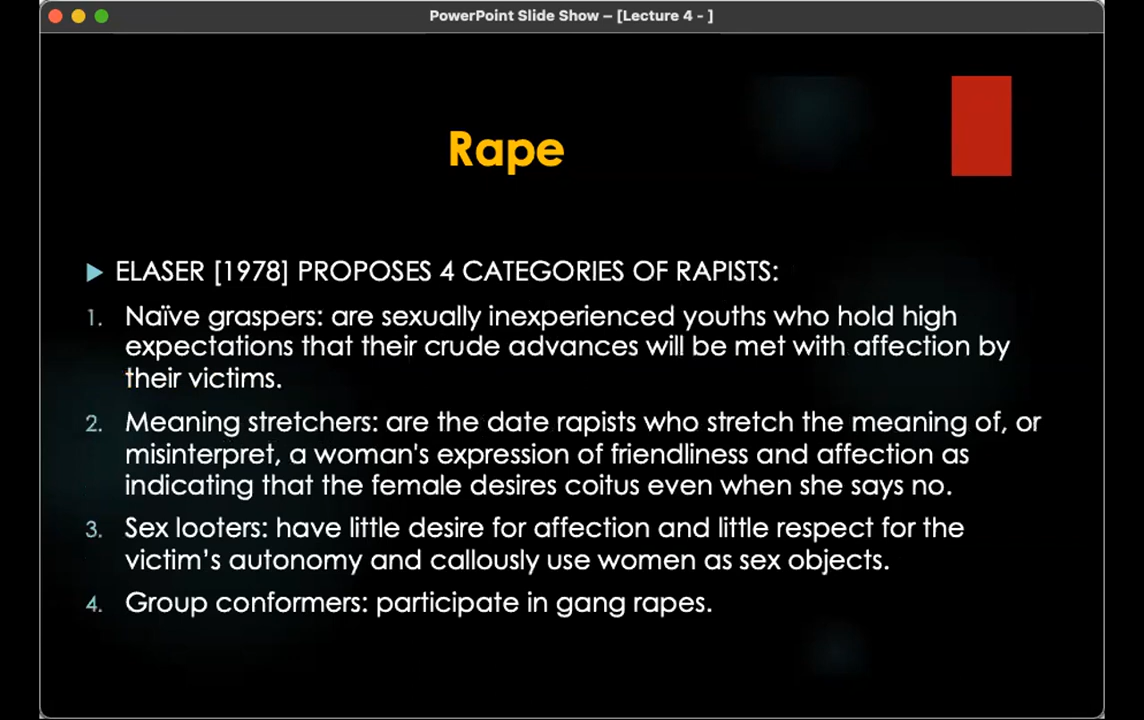 PowerPoint Slide Show – [Lecture 4 - ]
Rape
ELASER [1978] PROPOSES 4 CATEGORIES OF RAPISTS:
1. Naïve graspers: are sexually inexperienced youths who hold high
expectations that their crude advances will be met with affection by
their victims.
2. Meaning stretchers: are the date rapists who stretch the meaning of, or
misinterpret, a woman's expression of friendliness and affection as
indicating that the female desires coitus even when she says no.
3. Sex looters: have little desire for affection and little respect for the
victim’s autonomy and callously use women as sex objects.
4. Group conformers: participate in gang rapes.